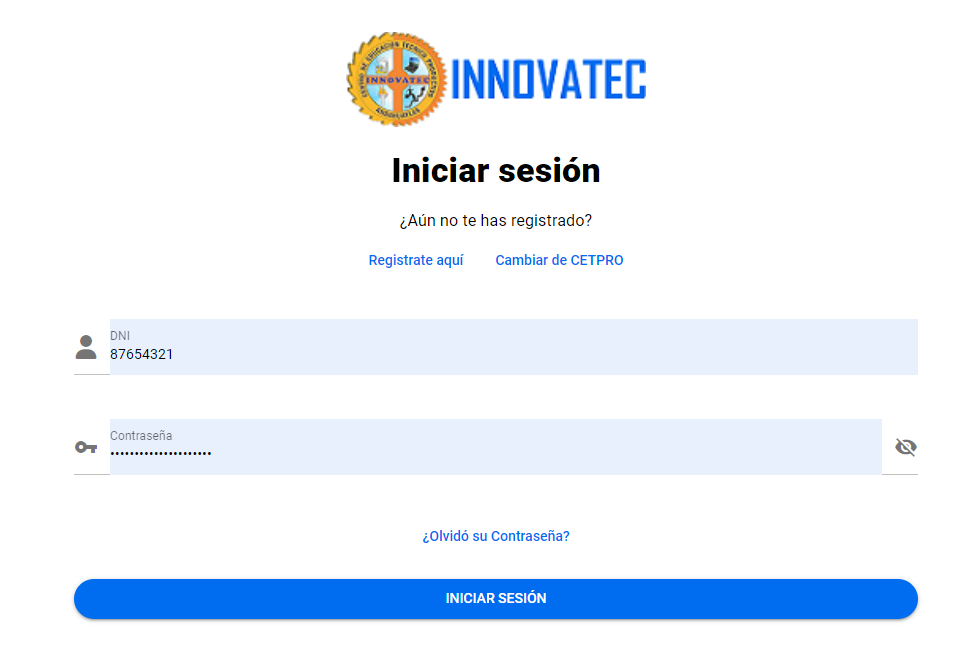 INNOVATEC
INNOVATEC
Iniciar sesión
¿Aún no te has registrado?
Registrate aquí Cambiar de CETPRO
DNI
87654321
Contraseña
•••••••••••••••••••••
¿Olvidó su Contraseña?
INICIAR SESIÓN